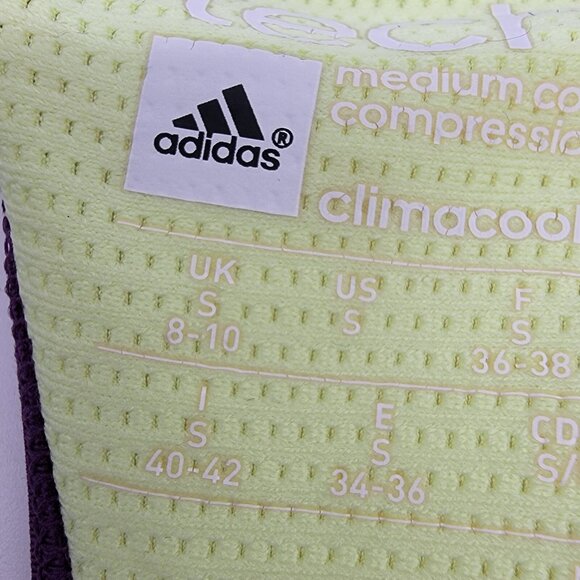 adidas®
medium co
compressio
climacool
UK US F
S S S
8-10 36-38
I E CD
S S S/
40-42 34-36